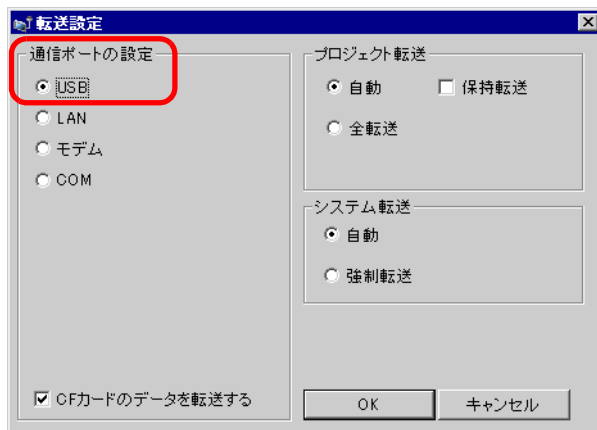 転送設定
通信ポートの設定
USB
LAN
モデム
COM
CFカードのデータを転送する
プロジェクト転送
自動
保持転送
全転送
システム転送
自動
強制転送
OK
キャンセル